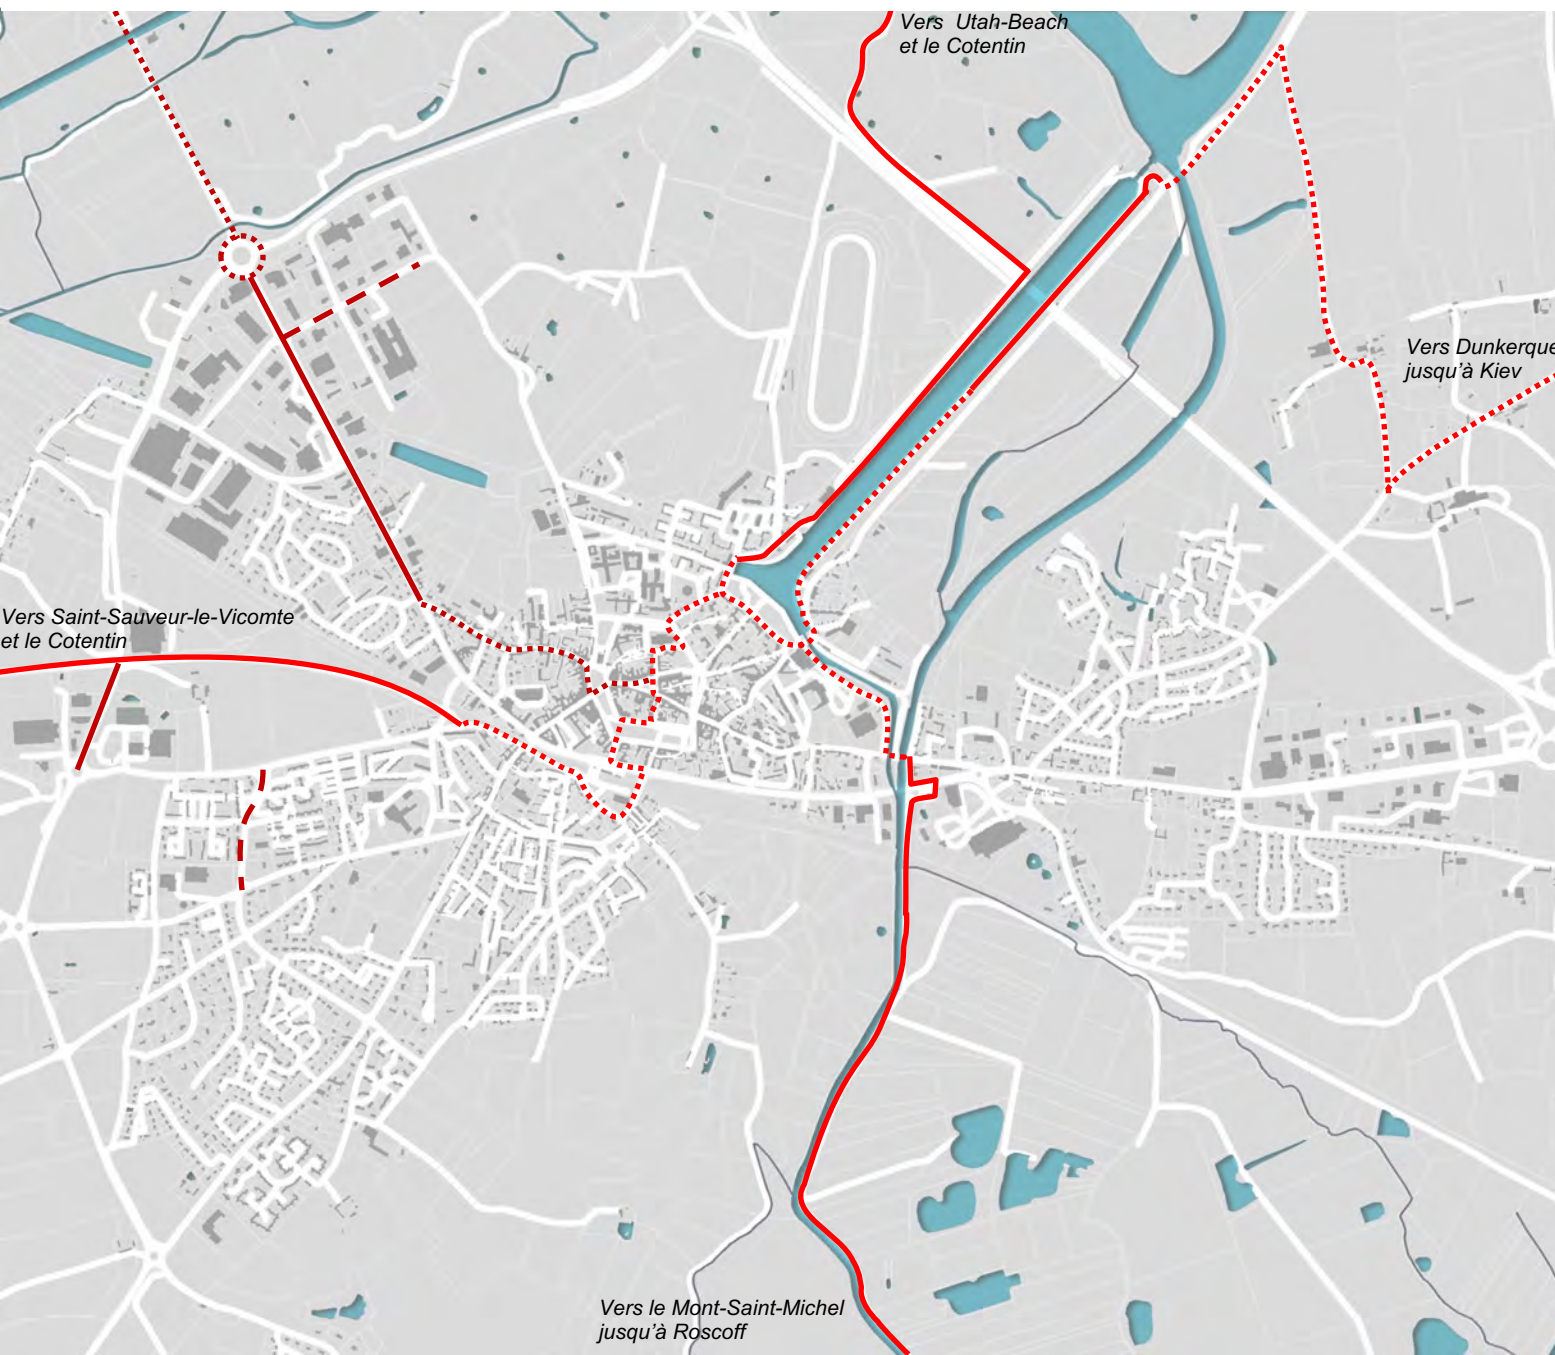 Vers Utah-Beach
et le Cotentin
Vers Dunkerque
jusqu'à Kiev
Vers Saint-Sauveur-le-Vicomte
et le Cotentin
Vers le Mont-Saint-Michel
jusqu'à Roscoff